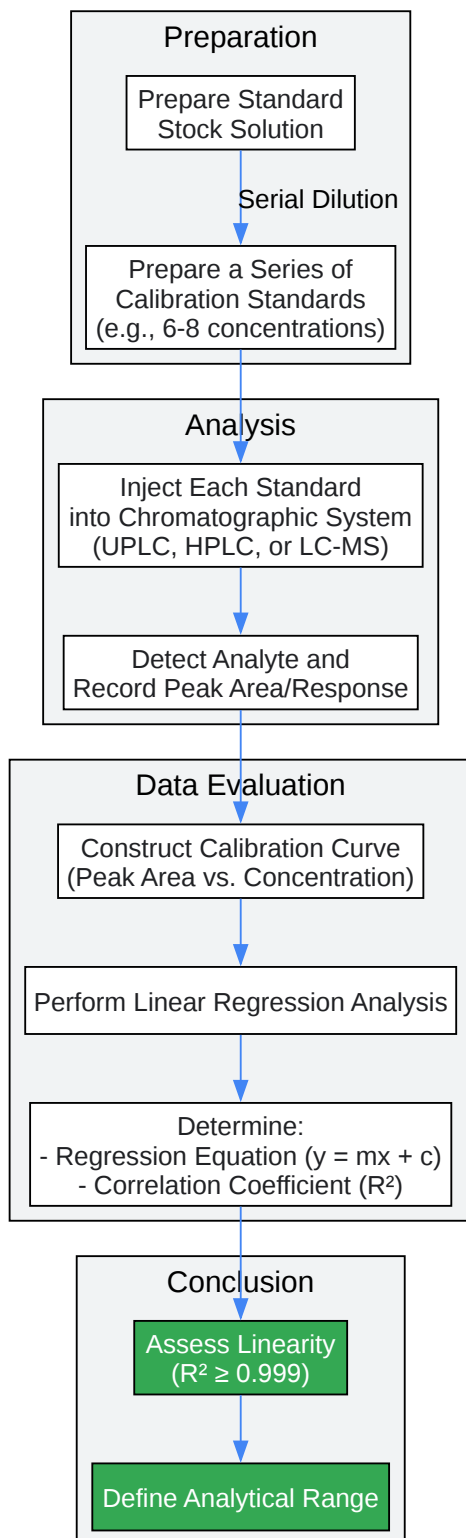 Preparation
Prepare Standard
Stock Solution
Serial Dilution
Prepare a Series of
Calibration Standards
(e.g., 6-8 concentrations)
Analysis
Inject Each Standard
into Chromatographic System
(UPLC, HPLC, or LC-MS)
Detect Analyte and
Record Peak Area/Response
Data Evaluation
Construct Calibration Curve
(Peak Area vs. Concentration)
Perform Linear Regression Analysis
Determine:
- Regression Equation (y = mx + c)
- Correlation Coefficient (R²)
Conclusion
Assess Linearity
(R² ≥ 0.999)
Define Analytical Range